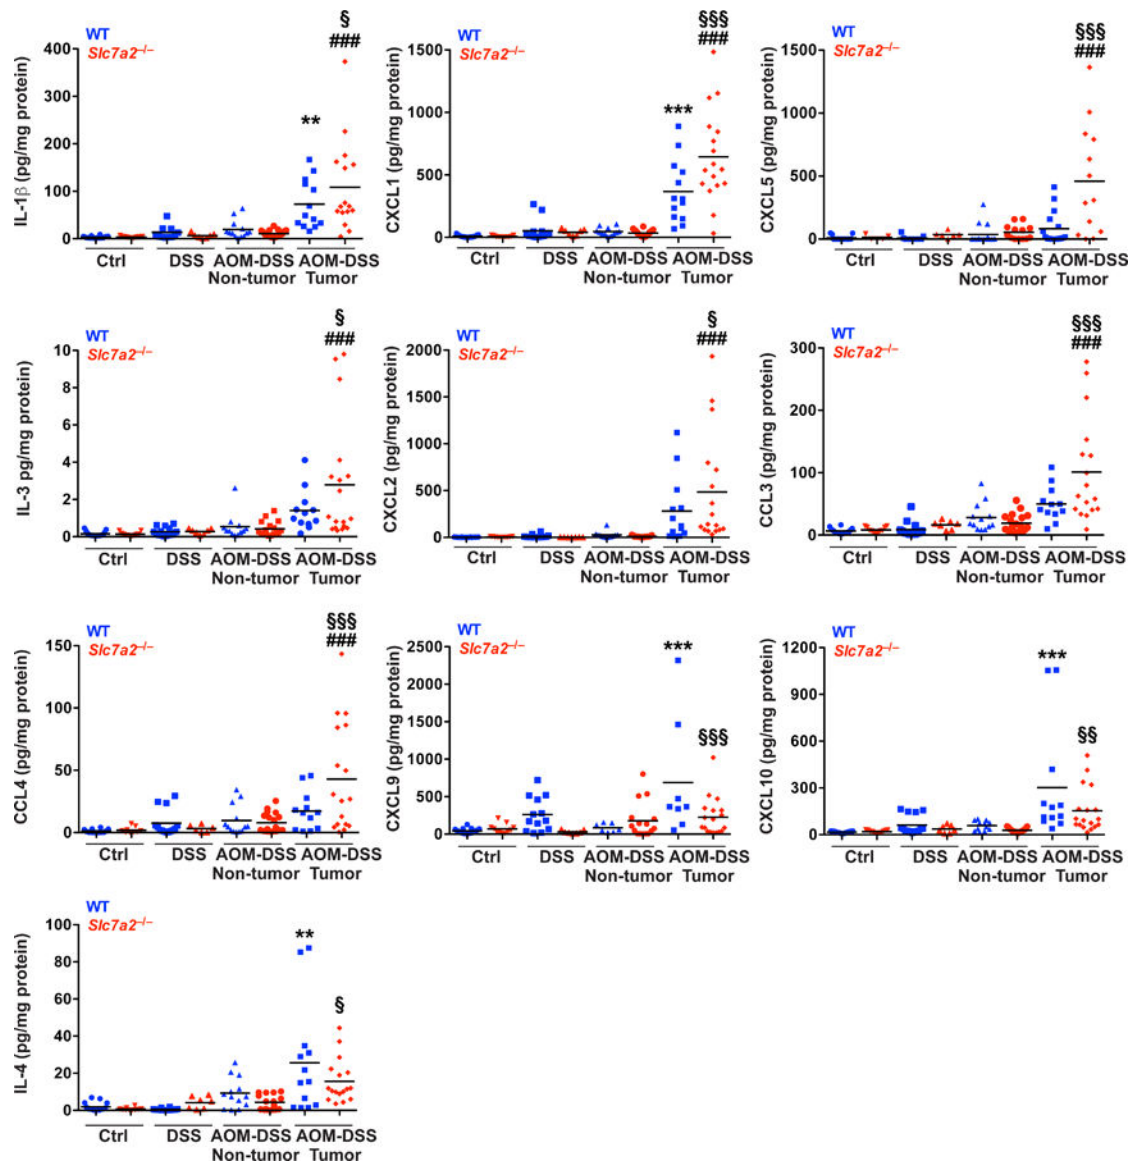 §
###
WT
Slc7a2–/–
**
IL-1β (pg/mg protein)
400
300
200
100
0
Ctrl
DSS
AOM-DSS
Non-tumor
AOM-DSS
Tumor
§§§
###
WT
Slc7a2–/–
***
CXCL1 (pg/mg protein)
1500
1000
500
0
Ctrl
DSS
AOM-DSS
Non-tumor
AOM-DSS
Tumor
§§§
###
WT
Slc7a2–/–
CXCL5 (pg/mg protein)
1500
1000
500
0
Ctrl
DSS
AOM-DSS
Non-tumor
AOM-DSS
Tumor
§
###
WT
Slc7a2–/–
IL-3 pg/mg protein)
10
8
6
4
2
0
Ctrl
DSS
AOM-DSS
Non-tumor
AOM-DSS
Tumor
§
###
WT
Slc7a2–/–
CXCL2 (pg/mg protein)
2000
1500
1000
500
0
Ctrl
DSS
AOM-DSS
Non-tumor
AOM-DSS
Tumor
§§§
###
WT
Slc7a2–/–
CCL3 (pg/mg protein)
300
200
100
0
Ctrl
DSS
AOM-DSS
Non-tumor
AOM-DSS
Tumor
§§§
###
WT
Slc7a2–/–
CCL4 (pg/mg protein)
150
100
50
0
Ctrl
DSS
AOM-DSS
Non-tumor
AOM-DSS
Tumor
WT
Slc7a2–/–
***
§§§
CXCL9 (pg/mg protein)
2500
2000
1500
1000
500
0
Ctrl
DSS
AOM-DSS
Non-tumor
AOM-DSS
Tumor
WT
Slc7a2–/–
***
§§
CXCL10 (pg/mg protein)
1200
900
600
300
0
Ctrl
DSS
AOM-DSS
Non-tumor
AOM-DSS
Tumor
WT
Slc7a2–/–
**
§
IL-4 (pg/mg protein)
100
80
60
40
20
0
Ctrl
DSS
AOM-DSS
Non-tumor
AOM-DSS
Tumor